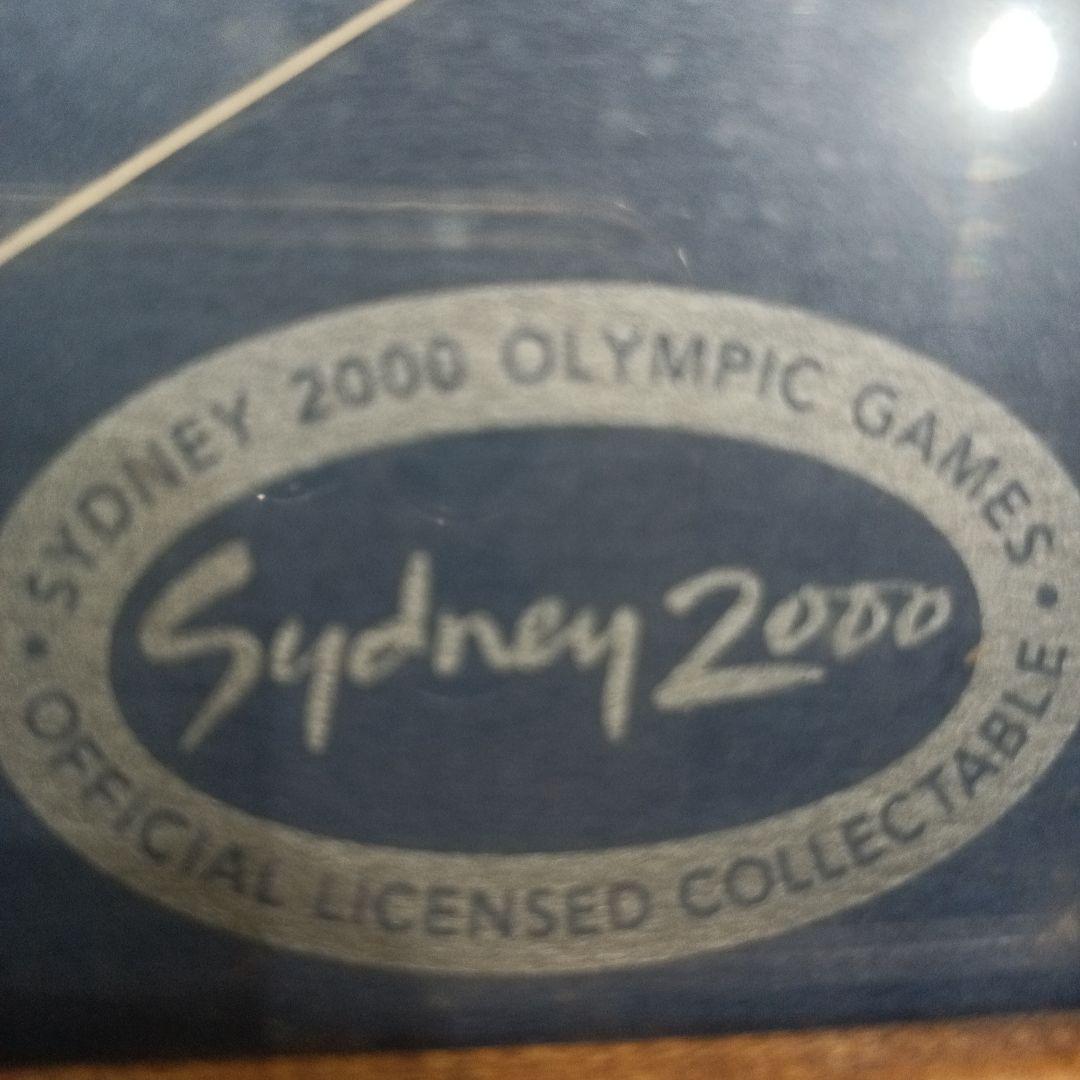 SYDNEY 2000 OLYMPIC GAMES
Sydney 2000
• OFFICIAL LICENSED COLLECTABLE •